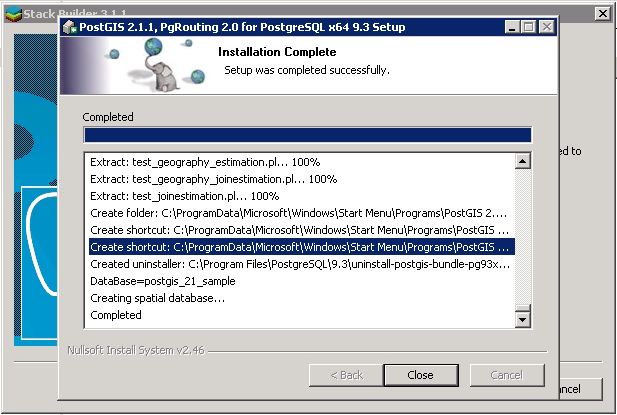 Stack Builder 3.1.1
PostGIS 2.1.1, PgRouting 2.0 for PostgreSQL x64 9.3 Setup
Installation Complete
Setup was completed successfully.
Completed
Extract: test_geography_estimation.pl... 100%
Extract: test_geography_joinestimation.pl... 100%
Extract: test_joinestimation.pl... 100%
Create folder: C:\ProgramData\Microsoft\Windows\Start Menu\Programs\PostGIS 2....
Create shortcut: C:\ProgramData\Microsoft\Windows\Start Menu\Programs\PostGIS ...
Create shortcut: C:\ProgramData\Microsoft\Windows\Start Menu\Programs\PostGIS ...
Created uninstaller: C:\Program Files\PostgreSQL\9.3\uninstall-postgis-bundle-pg93x...
DataBase=postgis_21_sample
Creating spatial database...
Completed
ed to
Nullsoft Install System v2.46
< Back
Close
Cancel
ncel